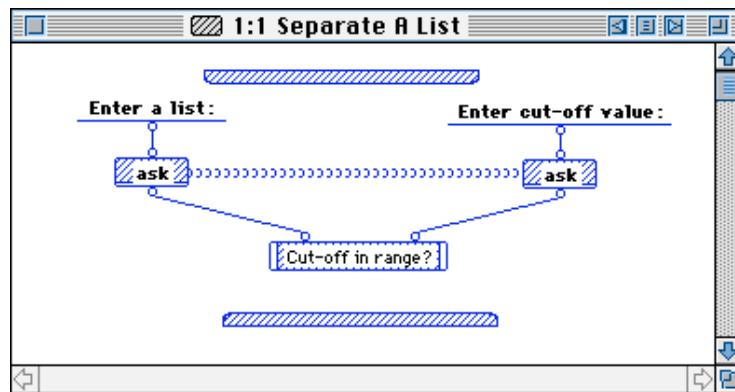 1:1 Separate A List
Enter a list:
Enter cut-off value:
ask
ask
Cut-off in range?